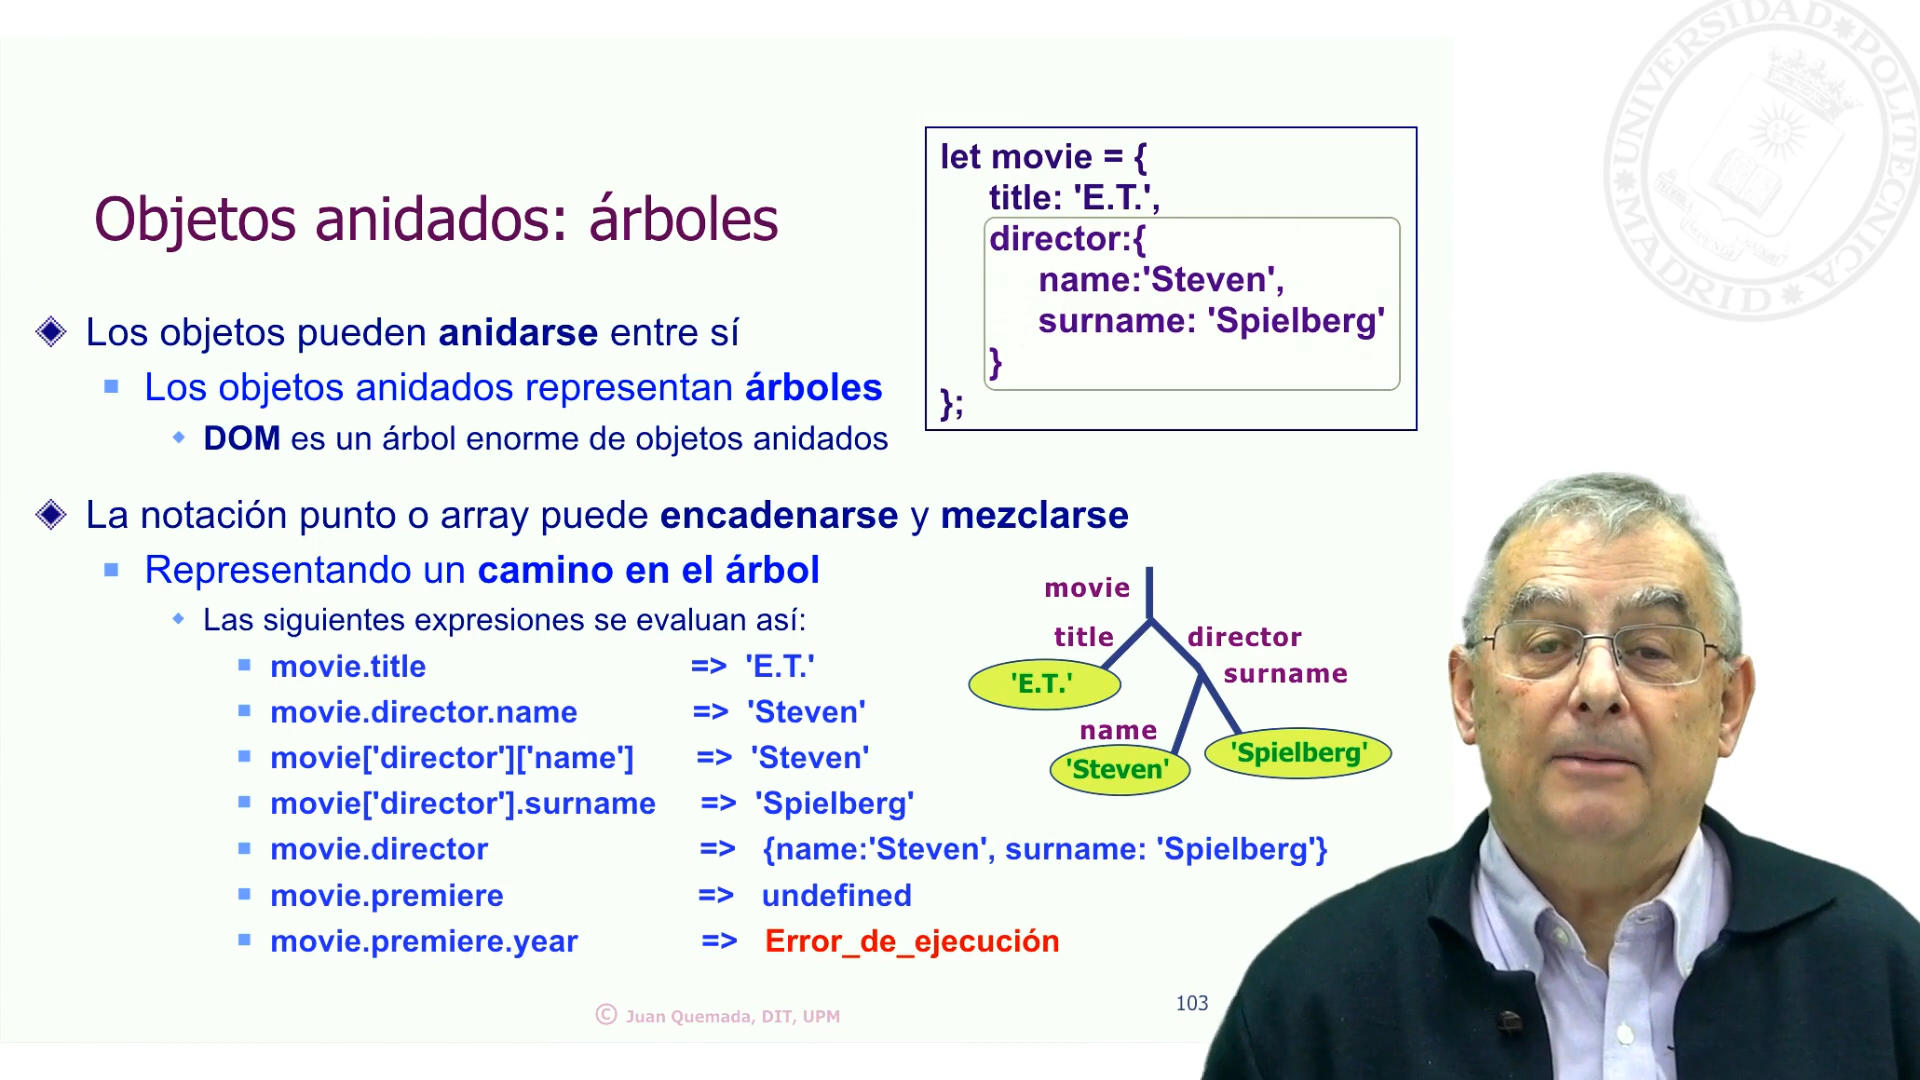 Objetos anidados: árboles
let movie = {
title: 'E.T.',
director:{
name:'Steven',
surname: 'Spielberg'
}
};
Los objetos pueden anidarse entre sí
Los objetos anidados representan árboles
DOM es un árbol enorme de objetos anidados
La notación punto o array puede encadenarse y mezclarse
Representando un camino en el árbol
Las siguientes expresiones se evaluan así:
movie.title => 'E.T.'
movie.director.name => 'Steven'
movie['director']['name'] => 'Steven'
movie['director'].surname => 'Spielberg'
movie.director => {name:'Steven', surname: 'Spielberg'}
movie.premiere => undefined
movie.premiere.year => Error_de_ejecución
movie
title director
surname
'E.T.'
name
'Steven' 'Spielberg'
© Juan Quemada, DIT, UPM
103
UNIVERSIDAD POLITECNICA MADRID